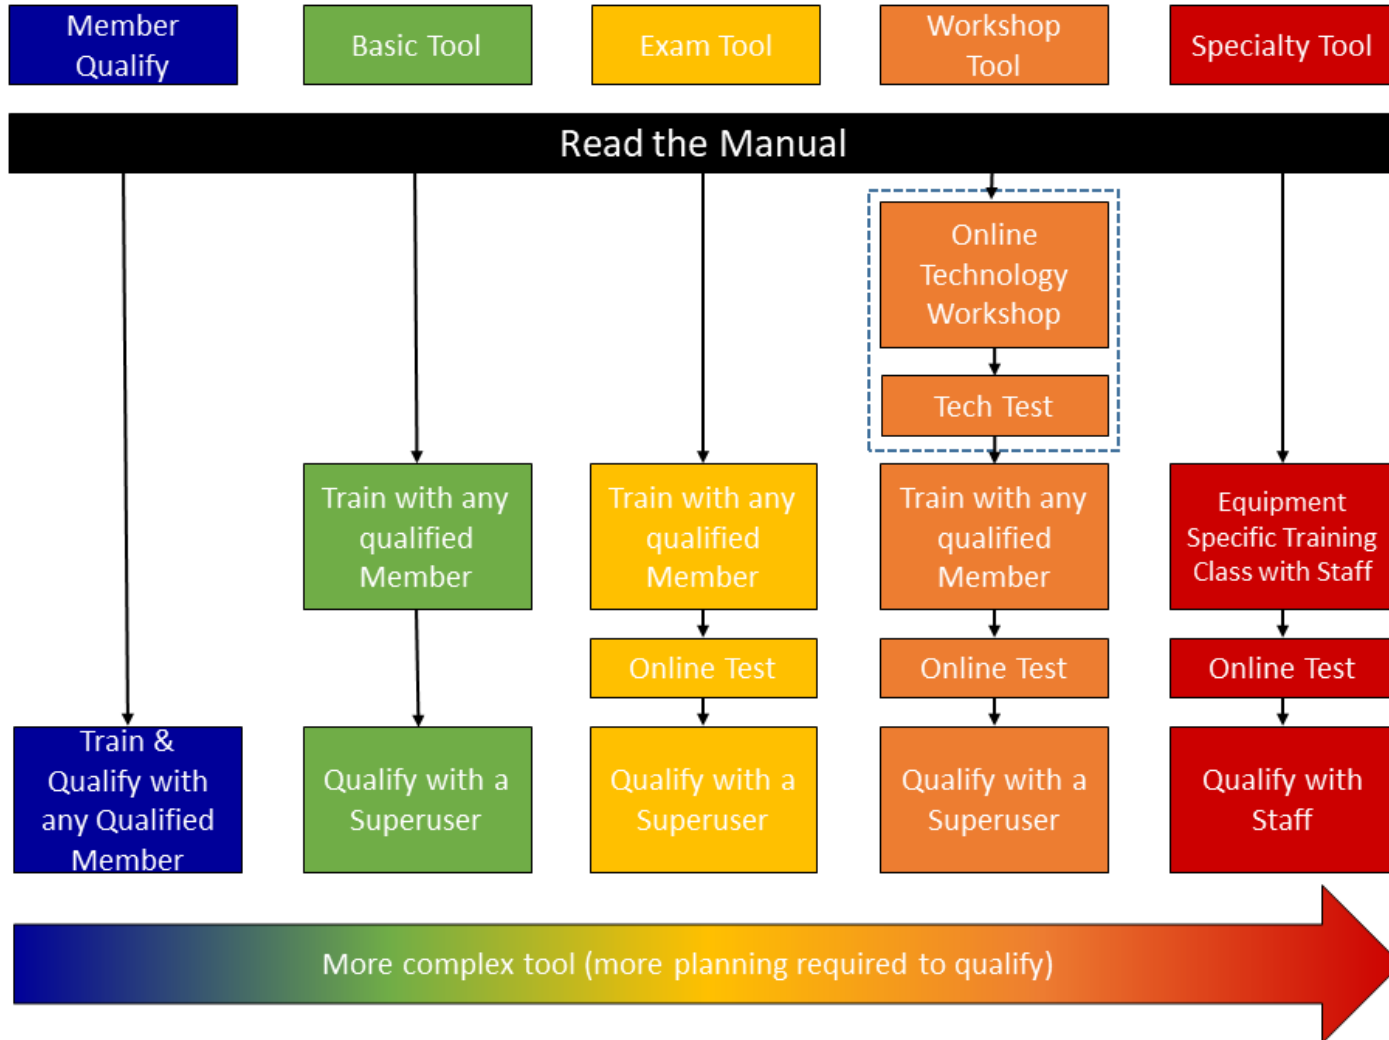 Member
Qualify
Basic Tool
Exam Tool
Workshop
Tool
Specialty Tool
Read the Manual
Online
Technology
Workshop
Tech Test
Train with any
qualified
Member
Train with any
qualified
Member
Train with any
qualified
Member
Equipment
Specific Training
Class with Staff
Online Test
Online Test
Online Test
Train &
Qualify with
any Qualified
Member
Qualify with a
Superuser
Qualify with a
Superuser
Qualify with a
Superuser
Qualify with
Staff
More complex tool (more planning required to qualify)